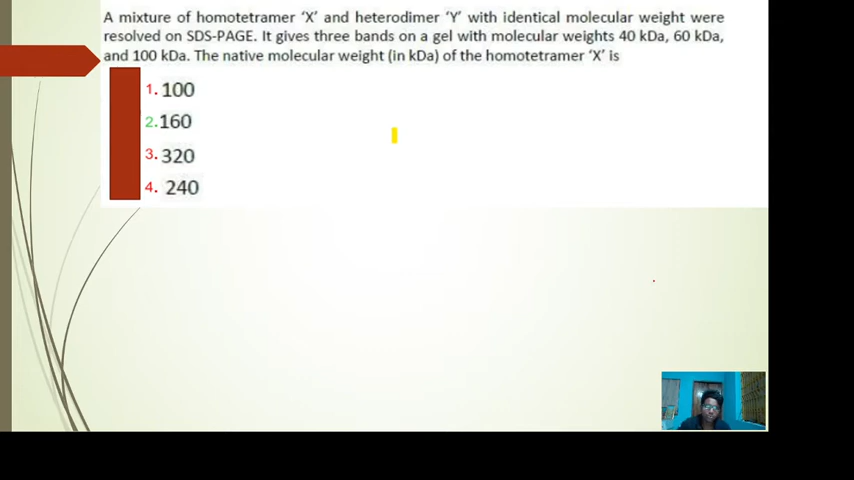 A mixture of homotetramer ‘X’ and heterodimer ‘Y’ with identical molecular weight were
resolved on SDS-PAGE. It gives three bands on a gel with molecular weights 40 kDa, 60 kDa,
and 100 kDa. The native molecular weight (in kDa) of the homotetramer ‘X’ is
1. 100
2. 160
3. 320
4. 240